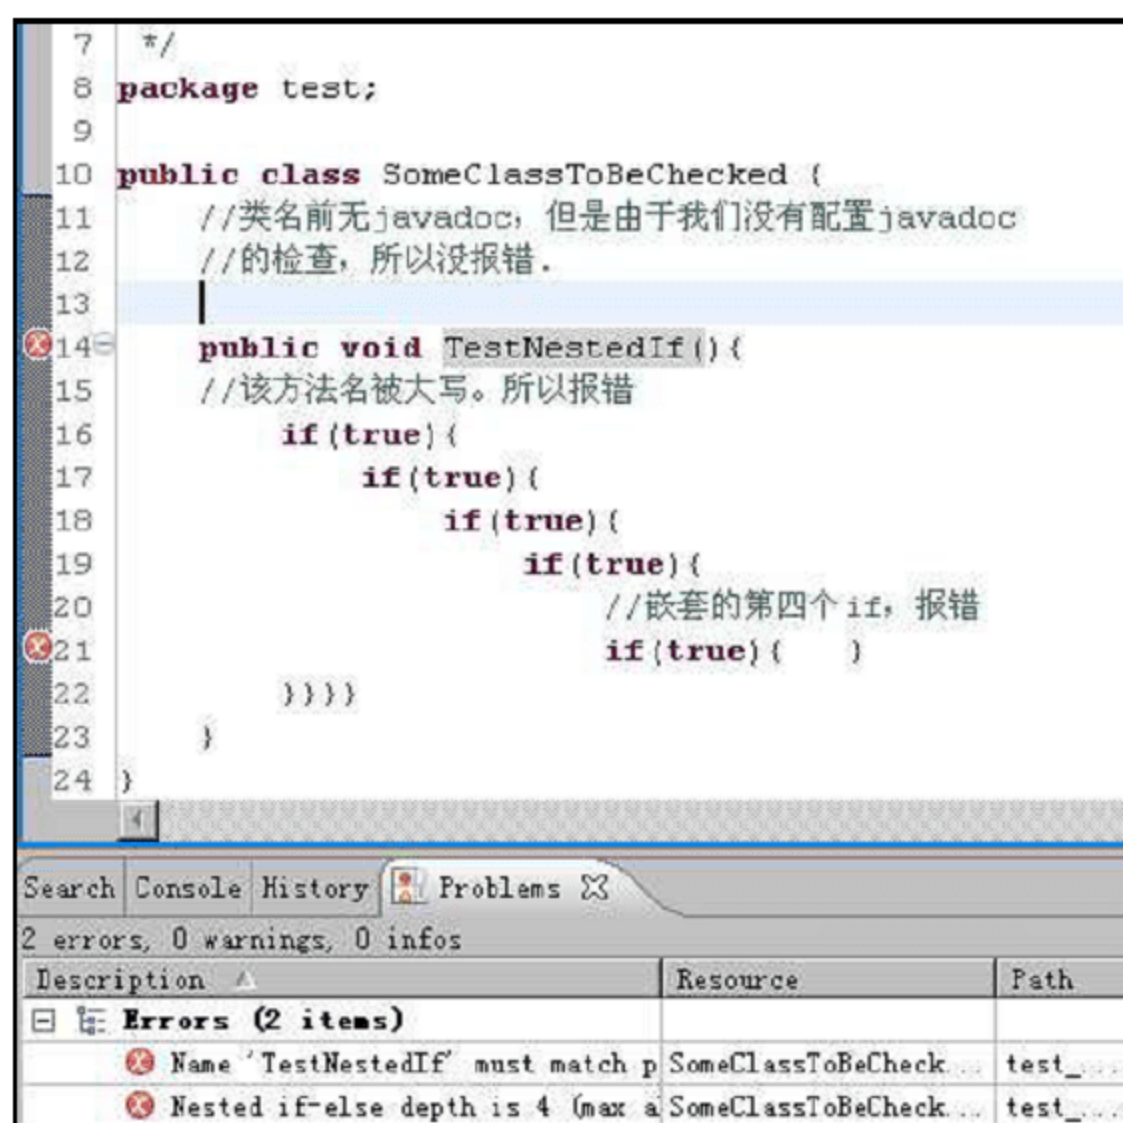 7 */
8 package test;
9
10 public class SomeClassToBeChecked {
11 //类名前无javadoc，但是由于我们没有配置javadoc
12 //的检查，所以没报错.
13
14 public void TestNestedIf(){
15 //该方法名被大写。所以报错
16 if(true){
17 if(true){
18 if(true){
19 if(true){
20 //嵌套的第四个if，报错
21 if(true){ }
22 }}}}
23 }
24 }
Search Console History Problems
2 errors, 0 warnings, 0 infos
Description Resource Path
Errors (2 items)
Name 'TestNestedIf' must match p SomeClassToBeCheck... test_...
Nested if-else depth is 4 (max a SomeClassToBeCheck... test_...